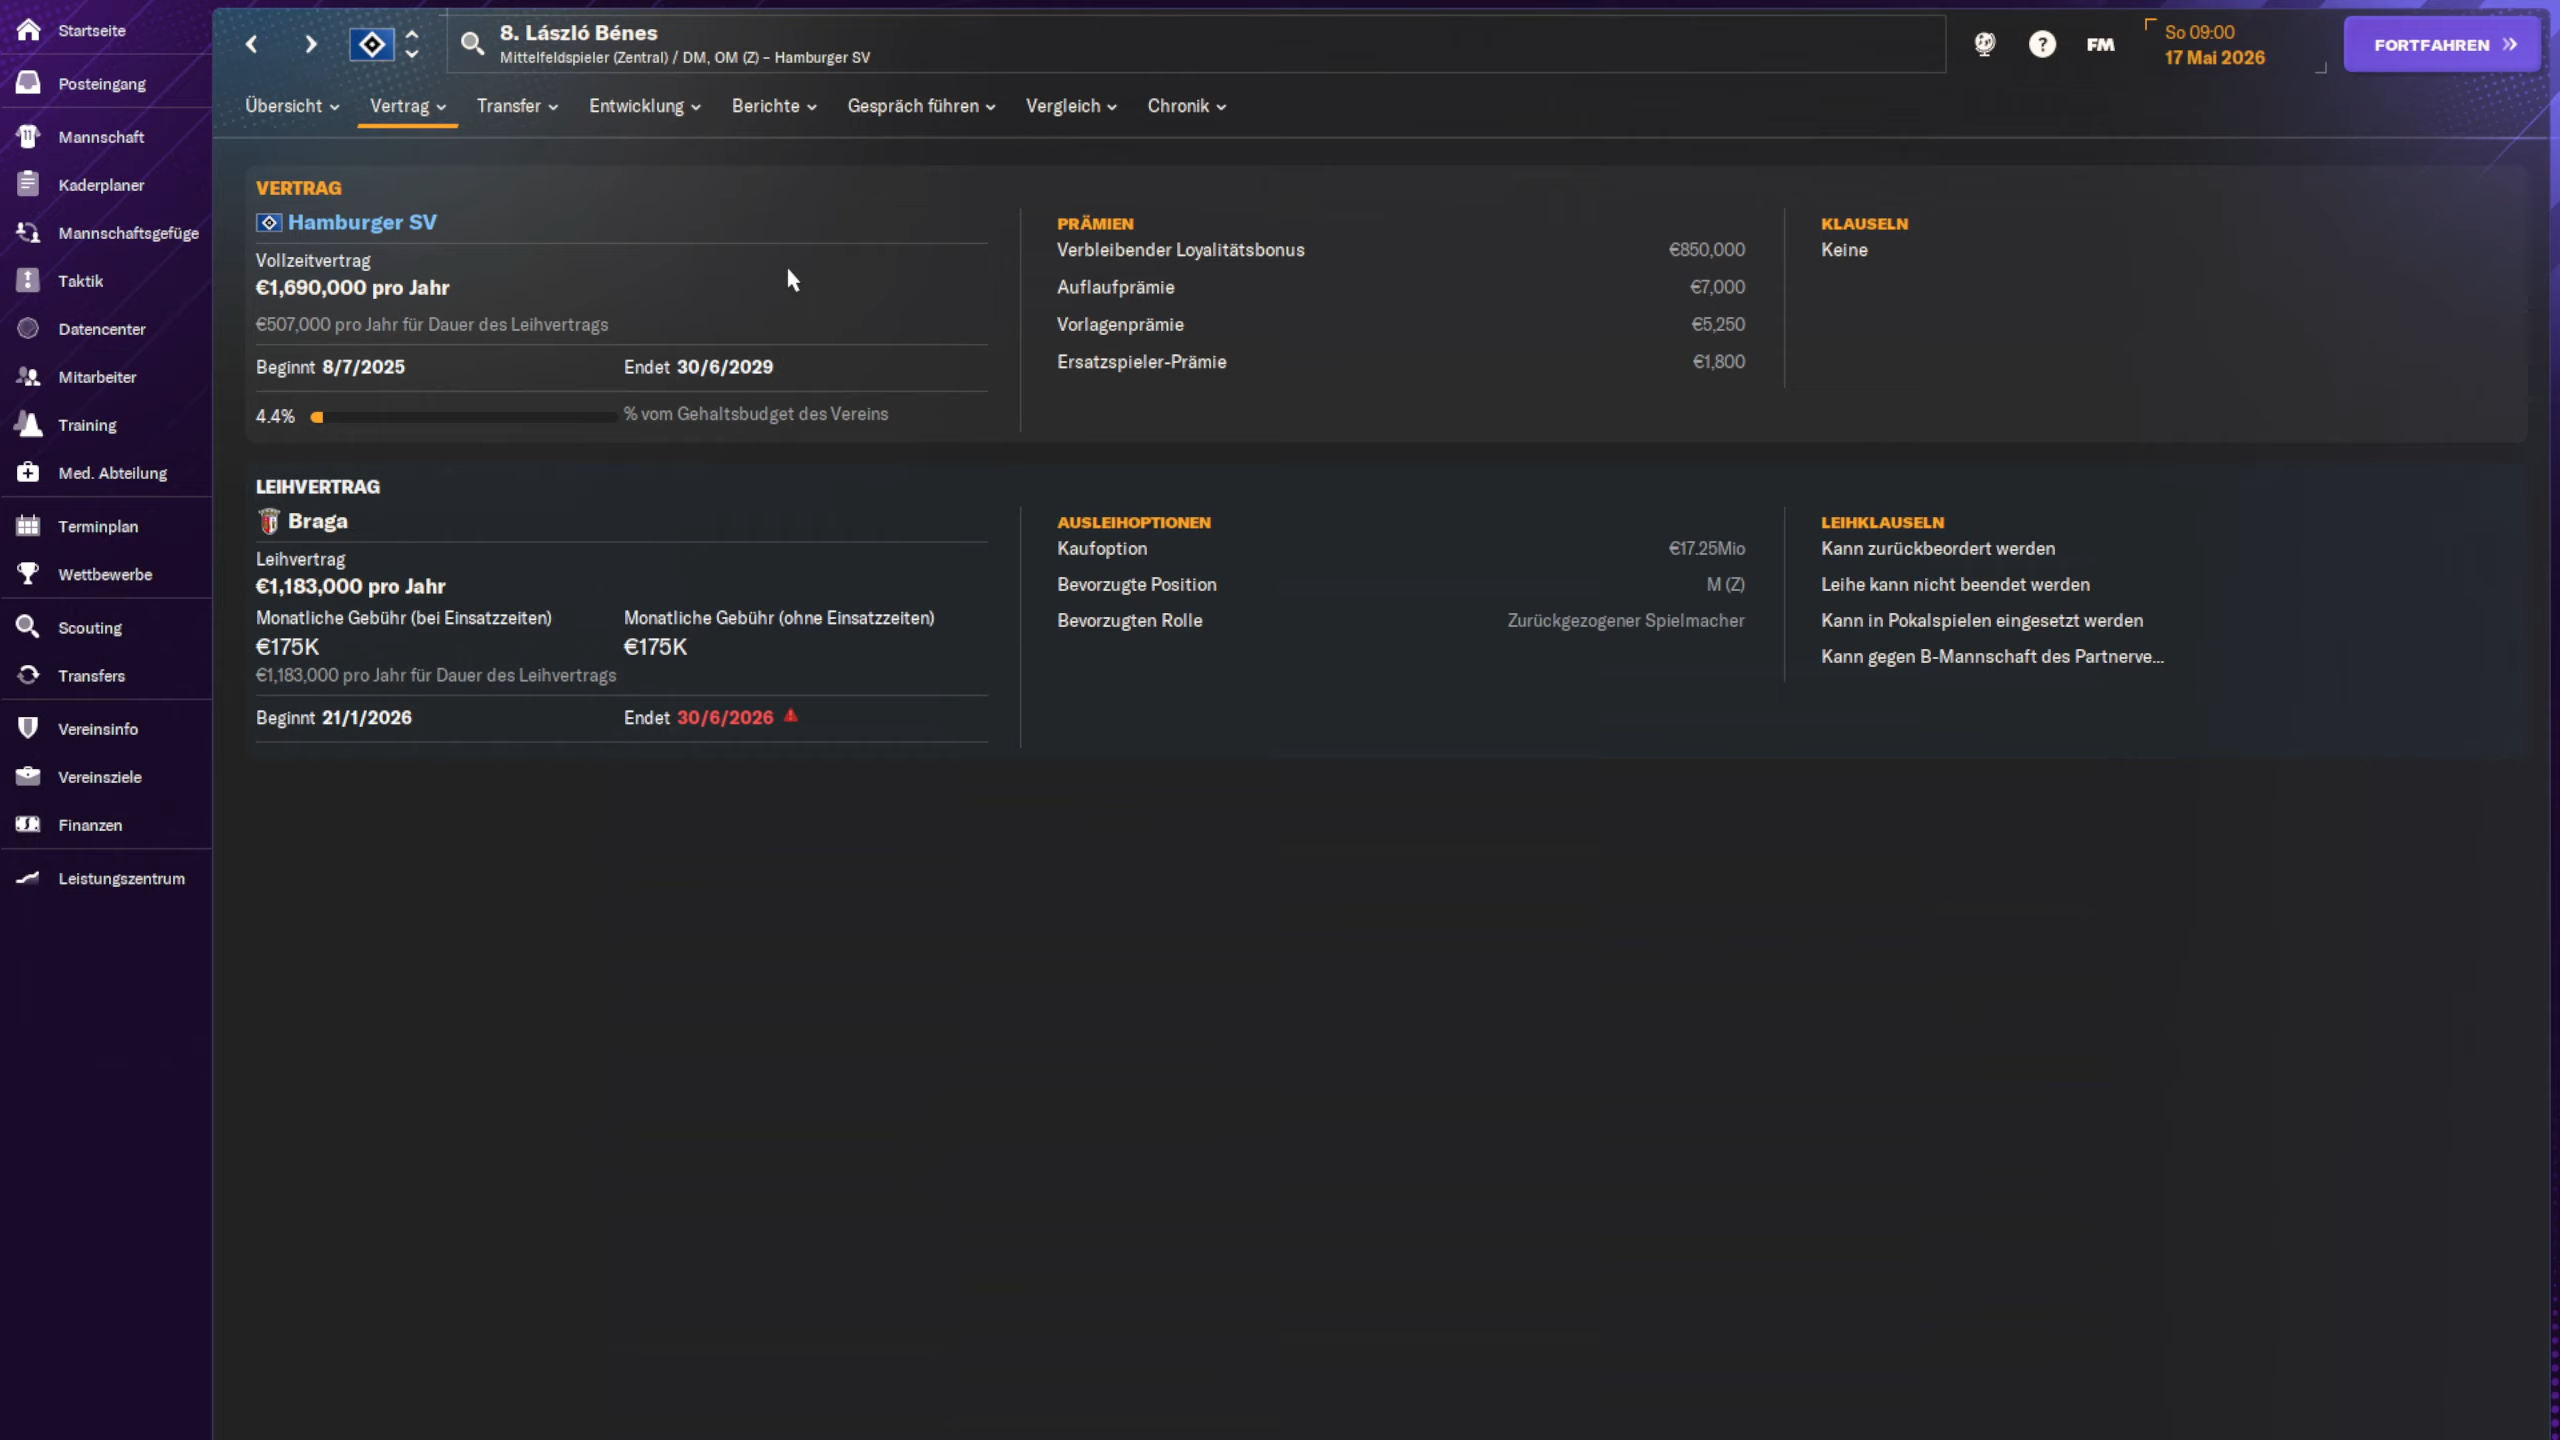 Startseite
Posteingang
Mannschaft
Kaderplaner
Mannschaftsgefüge
Taktik
Datencenter
Mitarbeiter
Training
Med. Abteilung
Terminplan
Wettbewerbe
Scouting
Transfers
Vereinsinfo
Vereinsziele
Finanzen
Leistungszentrum
8. László Bénes
Mittelfeldspieler (Zentral) / DM, OM (Z) - Hamburger SV
?
FM
So 09:00
17 Mai 2026
FORTFAHREN
Übersicht Vertrag Transfer Entwicklung Berichte Gespräch führen Vergleich Chronik
VERTRAG
Hamburger SV
Vollzeitvertrag
€1,690,000 pro Jahr
€507,000 pro Jahr für Dauer des Leihvertrags
Beginnt 8/7/2025 Endet 30/6/2029
4.4% % vom Gehaltsbudget des Vereins
PRÄMIEN
Verbleibender Loyalitätsbonus €850,000
Auflaufprämie €7,000
Vorlagenprämie €5,250
Ersatzspieler-Prämie €1,800
KLAUSELN
Keine
LEIHVERTRAG
Braga
Leihvertrag
€1,183,000 pro Jahr
Monatliche Gebühr (bei Einsatzzeiten) Monatliche Gebühr (ohne Einsatzzeiten)
€175K €175K
€1,183,000 pro Jahr für Dauer des Leihvertrags
Beginnt 21/1/2026 Endet 30/6/2026
AUSLEIHOPTIONEN
Kaufoption €17.25Mio
Bevorzugte Position M (Z)
Bevorzugten Rolle Zurückgezogener Spielmacher
LEIHKLAUSELN
Kann zurückbeordert werden
Leihe kann nicht beendet werden
Kann in Pokalspielen eingesetzt werden
Kann gegen B-Mannschaft des Partnerve...